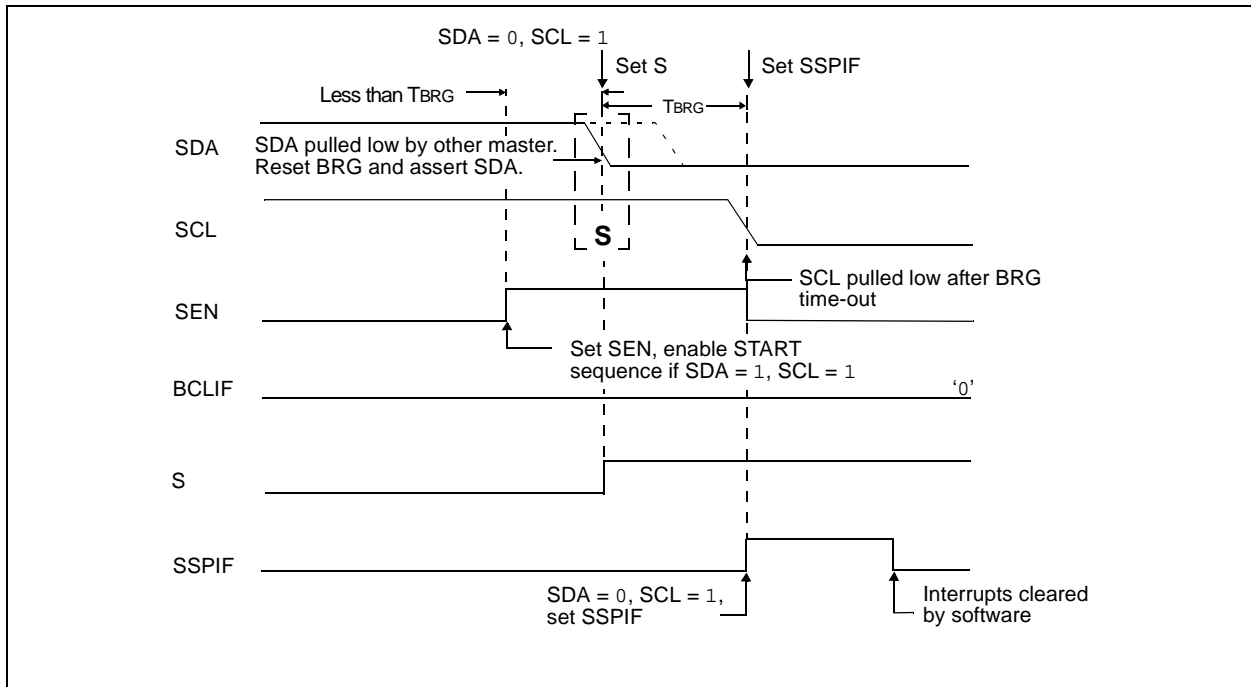 SDA = 0, SCL = 1
Set S
Set SSPIF
Less than TBRG
TBRG
SDA
SDA pulled low by other master.
Reset BRG and assert SDA.
SCL
S
SCL pulled low after BRG
time-out
SEN
Set SEN, enable START
sequence if SDA = 1, SCL = 1
BCLIF
‘0’
S
SSPIF
SDA = 0, SCL = 1,
set SSPIF
Interrupts cleared
by software